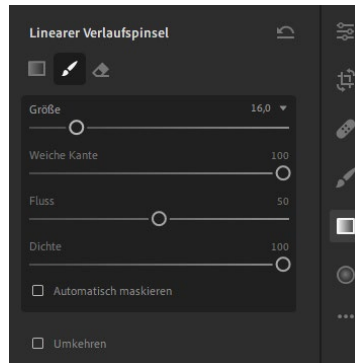 Linearer Verlaufspinsel
Größe 16,0
Weiche Kante 100
Fluss 50
Dichte 100
Automatisch maskieren
Umkehren